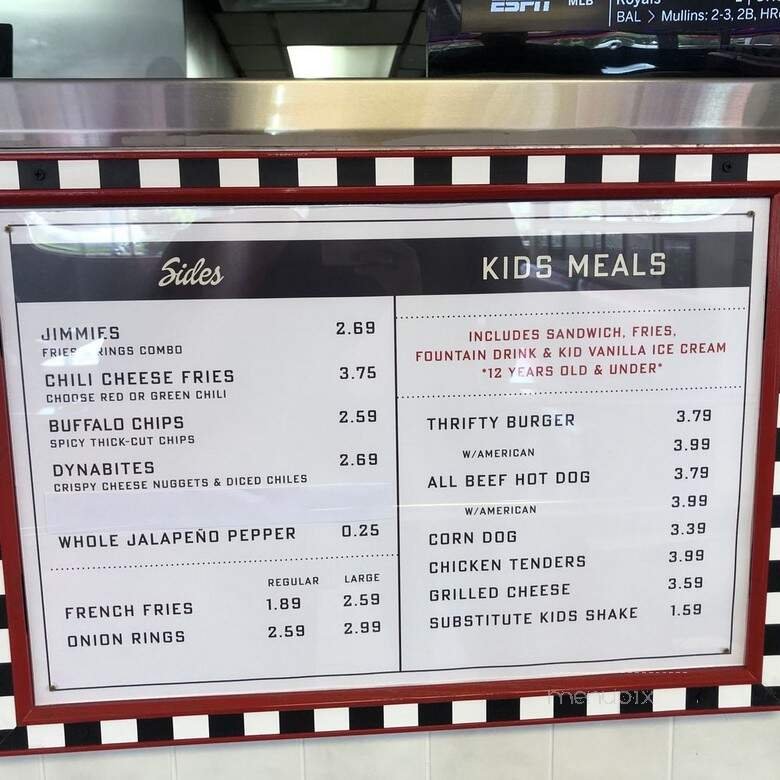 ESPN MLB
BAL > Mullins: 2-3, 2B, HR
Sides
JIMMIES 2.69
FRIES RINGS COMBO
CHILI CHEESE FRIES 3.75
CHOOSE RED OR GREEN CHILI
BUFFALO CHIPS 2.59
SPICY THICK-CUT CHIPS
DYNABITES 2.69
CRISPY CHEESE NUGGETS & DICED CHILES
WHOLE JALAPEÑO PEPPER 0.25
REGULAR LARGE
FRENCH FRIES 1.89 2.59
ONION RINGS 2.59 2.99
KIDS MEALS
INCLUDES SANDWICH, FRIES,
FOUNTAIN DRINK & KID VANILLA ICE CREAM
*12 YEARS OLD & UNDER*
THRIFTY BURGER 3.79
W/AMERICAN 3.99
ALL BEEF HOT DOG 3.79
W/AMERICAN 3.99
CORN DOG 3.39
CHICKEN TENDERS 3.99
GRILLED CHEESE 3.59
SUBSTITUTE KIDS SHAKE 1.59
menupix